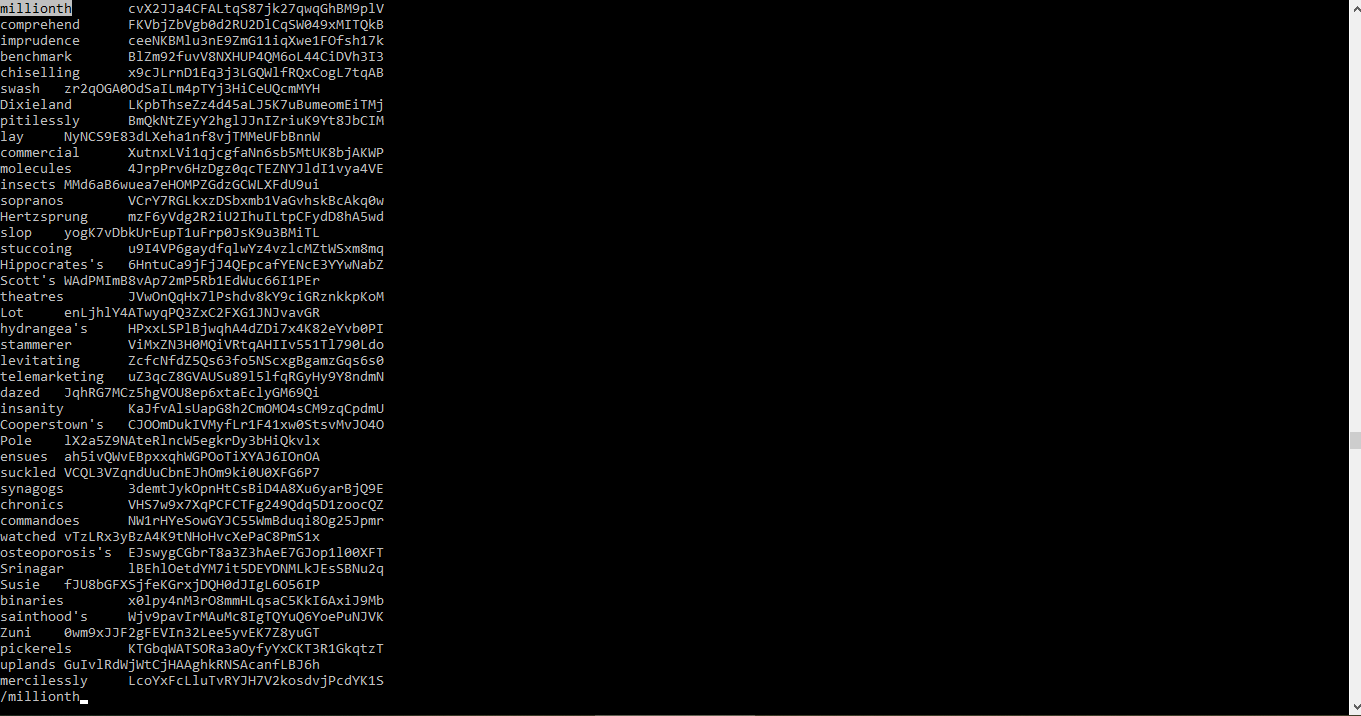 millionth cvX2JJa4CFALtqS87jk27qwqGhBM9plV
comprehend FKVbjZbVgb0d2RU2DlCqSW049xMITQkB
imprudence ceeNKBMlu3nE9ZmG11iqXwe1FOfsh17k
benchmark BlZm92fuvV8NXHUP4QM6oL44CiDVh3I3
chiselling x9cJLrnD1Eq3j3LGQWlfRQxCogL7tqAB
swash zr2qOGA0OdSaILm4pTYj3HiCeUQcmMYH
Dixieland LKpbThseZz4d45aLJ5K7uBumeomEiTMj
pitilessly BmQkNtZEyY2hglJJnIZriuK9Yt8JbCIM
lay NyNCS9E83dLXeha1nf8vjTMMeUFbBnnW
commercial XutnxLVi1qjcgfaNn6sb5MtUK8bjAKWP
molecules 4JrpPrv6HzDgz0qcTEZNYJldI1vya4VE
insects MMd6aB6wuea7eHOMPZGdzGCWLXFdU9ui
sopranos VCrY7RGLkxzDSbxmb1VaGvhskBcAkq0w
Hertzsprung mzF6yVdg2R2iU2IhuILtpCFydD8hA5wd
slop yogK7vDbkUrEupT1uFrp0JsK9u3BMiTL
stuccoing u9I4VP6gaydfqlwYz4vzlcMZtWSxm8mq
Hippocrates's 6HntuCa9jFjJ4QEpcafYENcE3YYwNabZ
Scott's WAdPMImB8vAp72mP5Rb1EdWuc66I1PEr
theatres JVwOnQqHx7lPshdv8kY9ciGRznkkpKoM
Lot enLjhlY4ATwyqPQ3ZxC2FXG1JNJvavGR
hydrangea's HPxxLSPlBjwqhA4dZDi7x4K82eYvb0PI
stammerer ViMxZN3H0MQiVRtqAHIIv551Tl790Ldo
levitating ZcfcNfdZ5Qs63fo5NScxgBgamzGqs6s0
telemarketing uZ3qcZ8GVAUSu89l5lfqRGyHy9Y8ndmN
dazed JqhRG7MCz5hgVOU8ep6xtaEclyGM69Qi
insanity KaJfvAlsUapG8h2CmOMO4sCM9zqCpdmU
Cooperstown's CJOOmDukIVMyfLr1F41xw0StsvMvJO4O
Pole lX2a5Z9NAteRlncW5egkrDy3bHiQkvlx
ensues ah5ivQWvEBpxxqhWGPOoTiXYAJ6IOnOA
suckled VCQL3VZqndUuCbnEJhOm9ki0U0XFG6P7
synagogs 3demtJykOpnHtCsBiD4A8Xu6yarBjQ9E
chronics VHS7w9x7XqPCFCTFg249Qdq5D1zoocQZ
commandoes NW1rHYeSowGYJC55WmBduqi8Og25Jpmr
watched vTzLRx3yBzA4K9tNHoHvcXePaC8PmS1x
osteoporosis's EJswygCGbrT8a3Z3hAeE7GJop1l00XFT
Srinagar lBEhlOetdYM7it5DEYDNMLkJEsSBNu2q
Susie fJU8bGFXSjfeKGrxjDQH0dJIgL6O56IP
binaries x0lpy4nM3rO8mmHLqsaC5KkI6AxiJ9Mb
sainthood's Wjv9pavIrMAuMc8IgTQYuQ6YoePuNJVK
Zuni 0wm9xJJF2gFEVIn32Lee5yvEK7Z8yuGT
pickerels KTGbqWATSORa3aOyfyYxCKT3R1GkqtzT
uplands GuIvlRdWjWtCjHAAghkRNSAcanfLBJ6h
mercilessly LcoYxFcLluTvRYJH7V2kosdvjPcdYK1S
/millionth